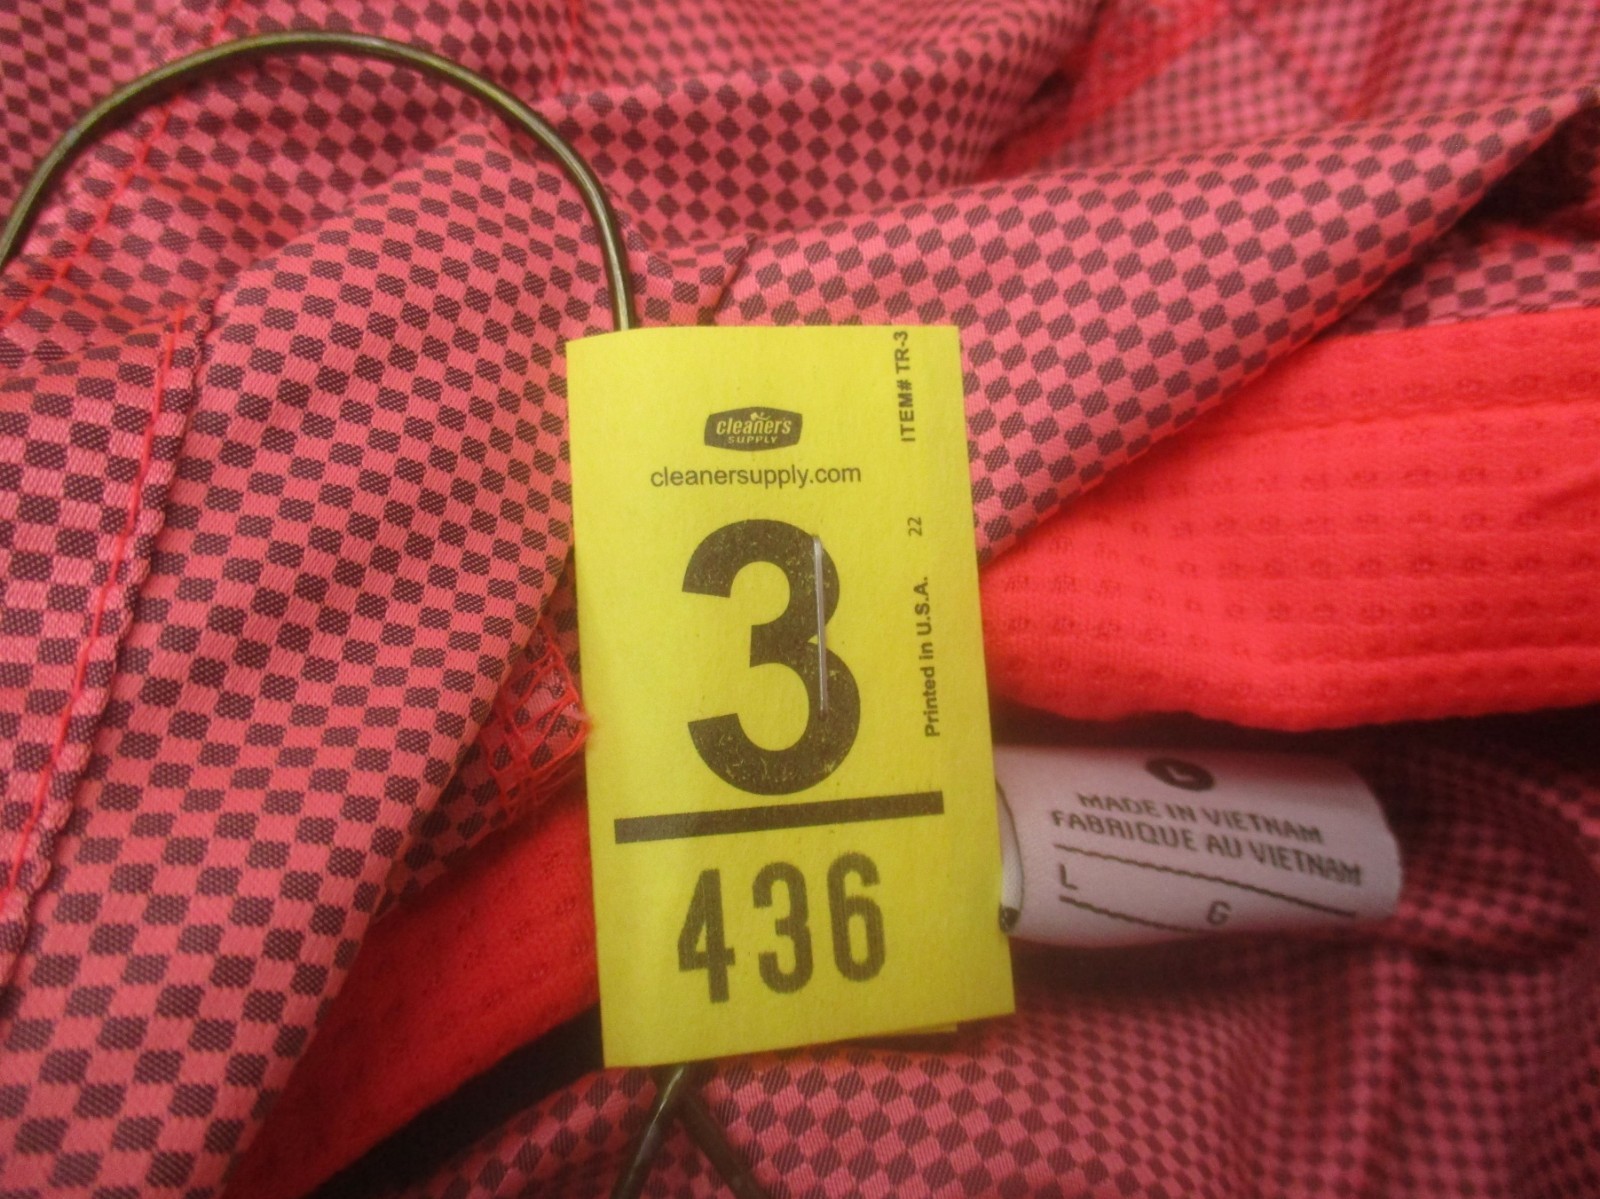 cleaners
SUPPLY
cleanersupply.com
3
436
ITEM# TR-3
22
Printed in U.S.A.
L
MADE IN VIETNAM
FABRIQUE AU VIETNAM
L
G